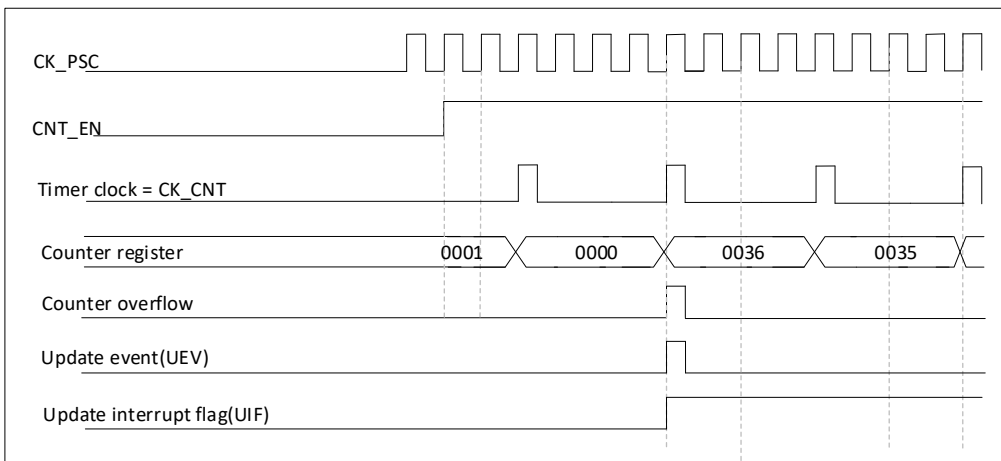 CK_PSC
CNT_EN
Timer clock = CK_CNT
Counter register 0001 0000 0036 0035
Counter overflow
Update event(UEV)
Update interrupt flag(UIF)